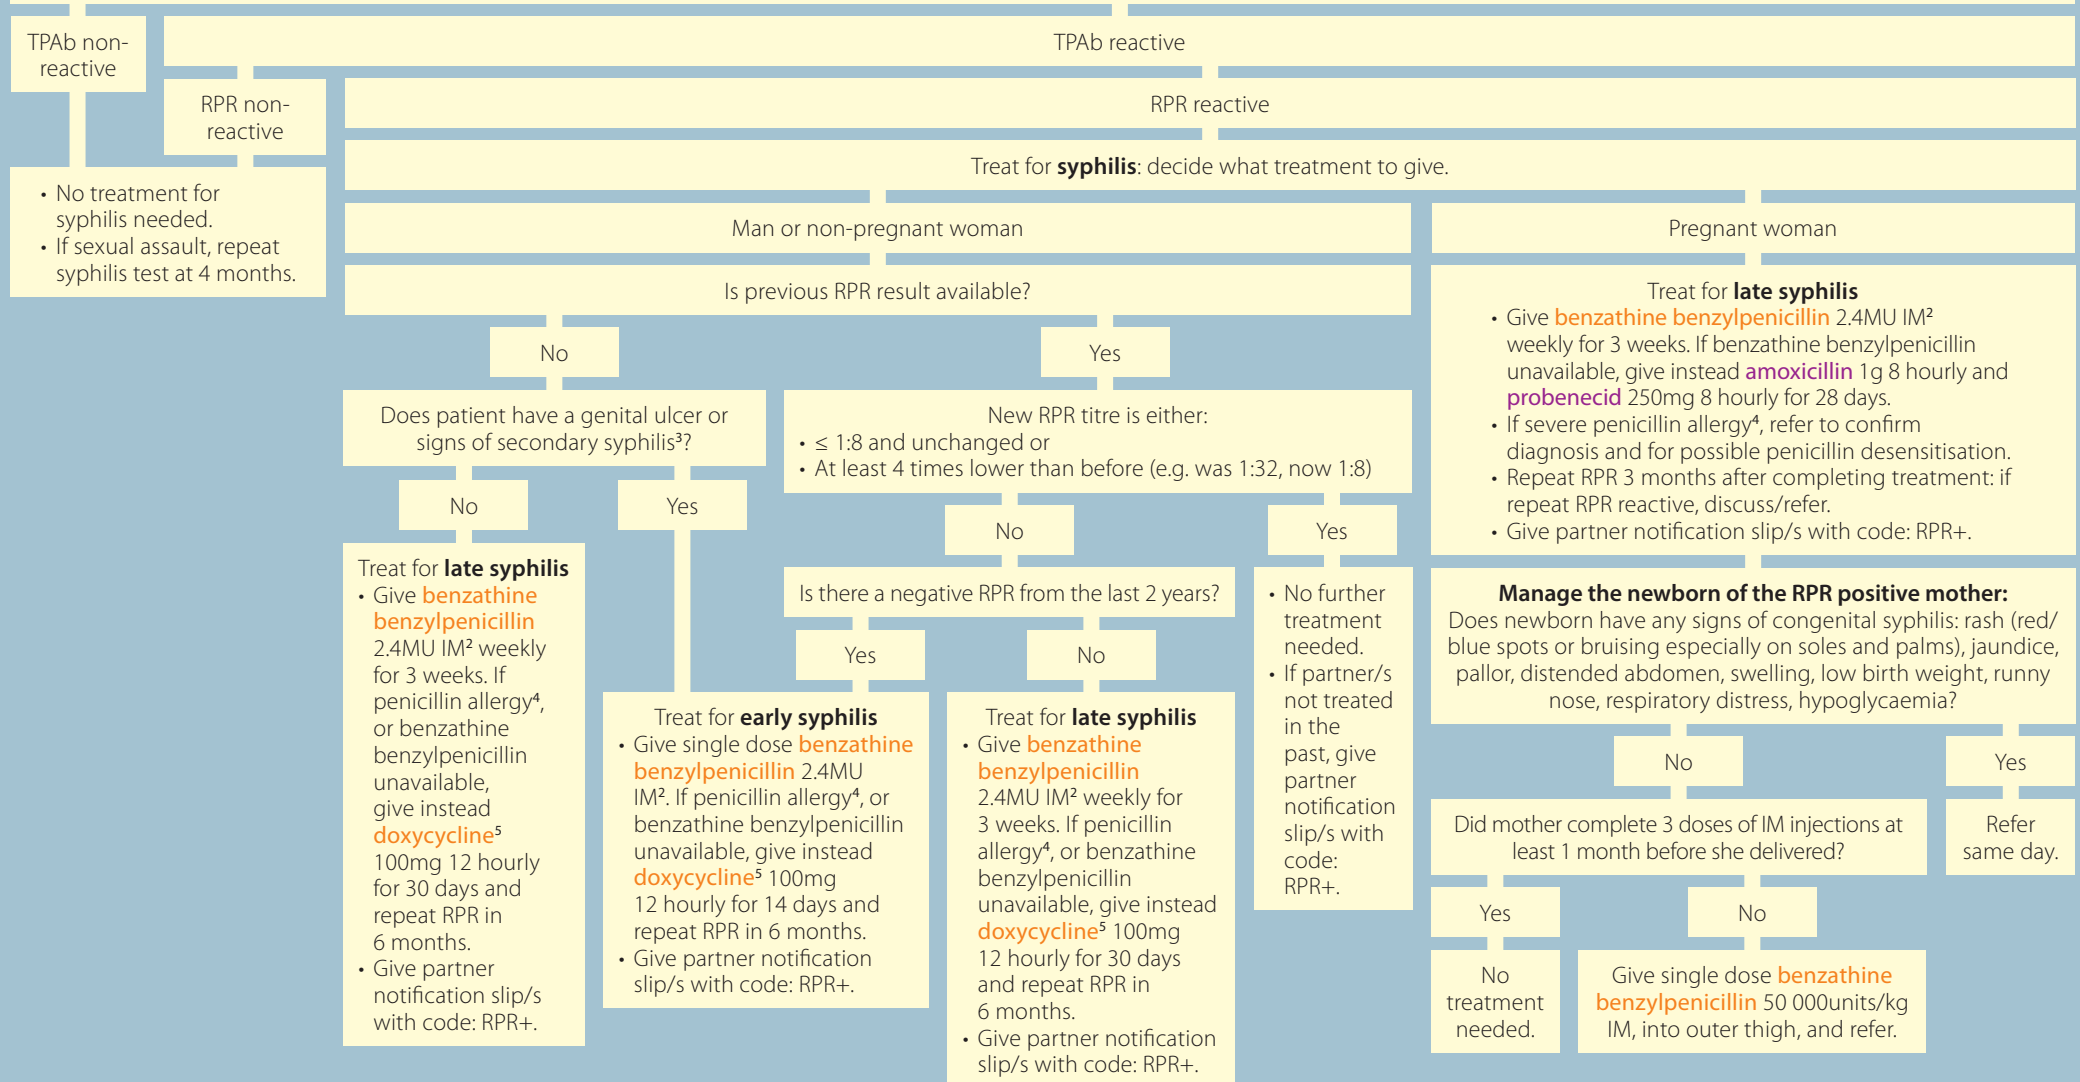 TPAb non-
reactive
TPAb reactive
RPR non-
reactive
RPR reactive
• No treatment for
syphilis needed.
• If sexual assault, repeat
syphilis test at 4 months.
Treat for syphilis: decide what treatment to give.
Man or non-pregnant woman
Pregnant woman
Is previous RPR result available?
No
Yes
Does patient have a genital ulcer or
signs of secondary syphilis³?
No
Yes
Treat for late syphilis
• Give benzathine
benzylpenicillin
2.4MU IM² weekly
for 3 weeks. If
penicillin allergy⁴,
or benzathine
benzylpenicillin
unavailable,
give instead
doxycycline⁵
100mg 12 hourly
for 30 days and
repeat RPR in
6 months.
• Give partner
notification slip/s
with code: RPR+.
New RPR titre is either:
• ≤ 1:8 and unchanged or
• At least 4 times lower than before (e.g. was 1:32, now 1:8)
No
Yes
Is there a negative RPR from the last 2 years?
Yes
No
Treat for early syphilis
• Give single dose benzathine
benzylpenicillin 2.4MU
IM². If penicillin allergy⁴, or
benzathine benzylpenicillin
unavailable, give instead
doxycycline⁵ 100mg
12 hourly for 14 days and
repeat RPR in 6 months.
• Give partner notification
slip/s with code: RPR+.
Treat for late syphilis
• Give benzathine
benzylpenicillin
2.4MU IM² weekly for
3 weeks. If penicillin
allergy⁴, or benzathine
benzylpenicillin
unavailable, give instead
doxycycline⁵ 100mg
12 hourly for 30 days
and repeat RPR in
6 months.
• Give partner notification
slip/s with code: RPR+.
• No further
treatment
needed.
• If partner/s
not treated
in the
past, give
partner
notification
slip/s with
code:
RPR+.
Treat for late syphilis
• Give benzathine benzylpenicillin 2.4MU IM²
weekly for 3 weeks. If benzathine benzylpenicillin
unavailable, give instead amoxicillin 1g 8 hourly and
probenecid 250mg 8 hourly for 28 days.
• If severe penicillin allergy⁴, refer to confirm
diagnosis and for possible penicillin desensitisation.
• Repeat RPR 3 months after completing treatment: if
repeat RPR reactive, discuss/refer.
• Give partner notification slip/s with code: RPR+.
Manage the newborn of the RPR positive mother:
Does newborn have any signs of congenital syphilis: rash (red/
blue spots or bruising especially on soles and palms), jaundice,
pallor, distended abdomen, swelling, low birth weight, runny
nose, respiratory distress, hypoglycaemia?
No
Yes
Did mother complete 3 doses of IM injections at
least 1 month before she delivered?
Refer
same day.
Yes
No
No
treatment
needed.
Give single dose benzathine
benzylpenicillin 50 000units/kg
IM, into outer thigh, and refer.